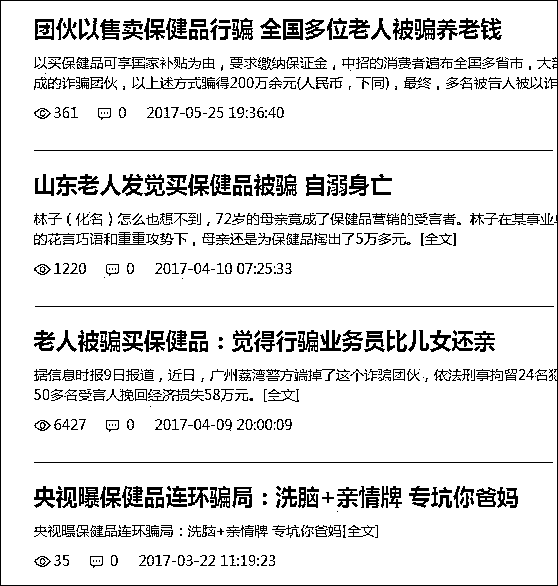 团伙以售卖保健品行骗 全国多位老人被骗养老钱
以买保健品可享国家补贴为由，要求缴纳保证金，中招的消费者遍布全国多省市，大部
成的诈骗团伙，以上述方式骗得200万余元(人民币，下同)，最终，多名被告人被以诈
361 0 2017-05-25 19:36:40
山东老人发觉买保健品被骗 自溺身亡
林子（化名）怎么也想不到，72岁的母亲竟成了保健品营销的受害者。林子在某事业单
的花言巧语和重重攻势下，母亲还是为保健品掏出了5万多元。[全文]
1220 0 2017-04-10 07:25:33
老人被骗买保健品：觉得行骗业务员比儿女还亲
据信息时报9日报道，近日，广州荔湾警方端掉了这个诈骗团伙，依法刑事拘留24名犯
50多名受害人挽回经济损失58万元。[全文]
6427 0 2017-04-09 20:00:09
央视曝保健品连环骗局：洗脑+亲情牌 专坑你爸妈
央视曝保健品连环骗局：洗脑+亲情牌 专坑你爸妈[全文]
35 0 2017-03-22 11:19:23